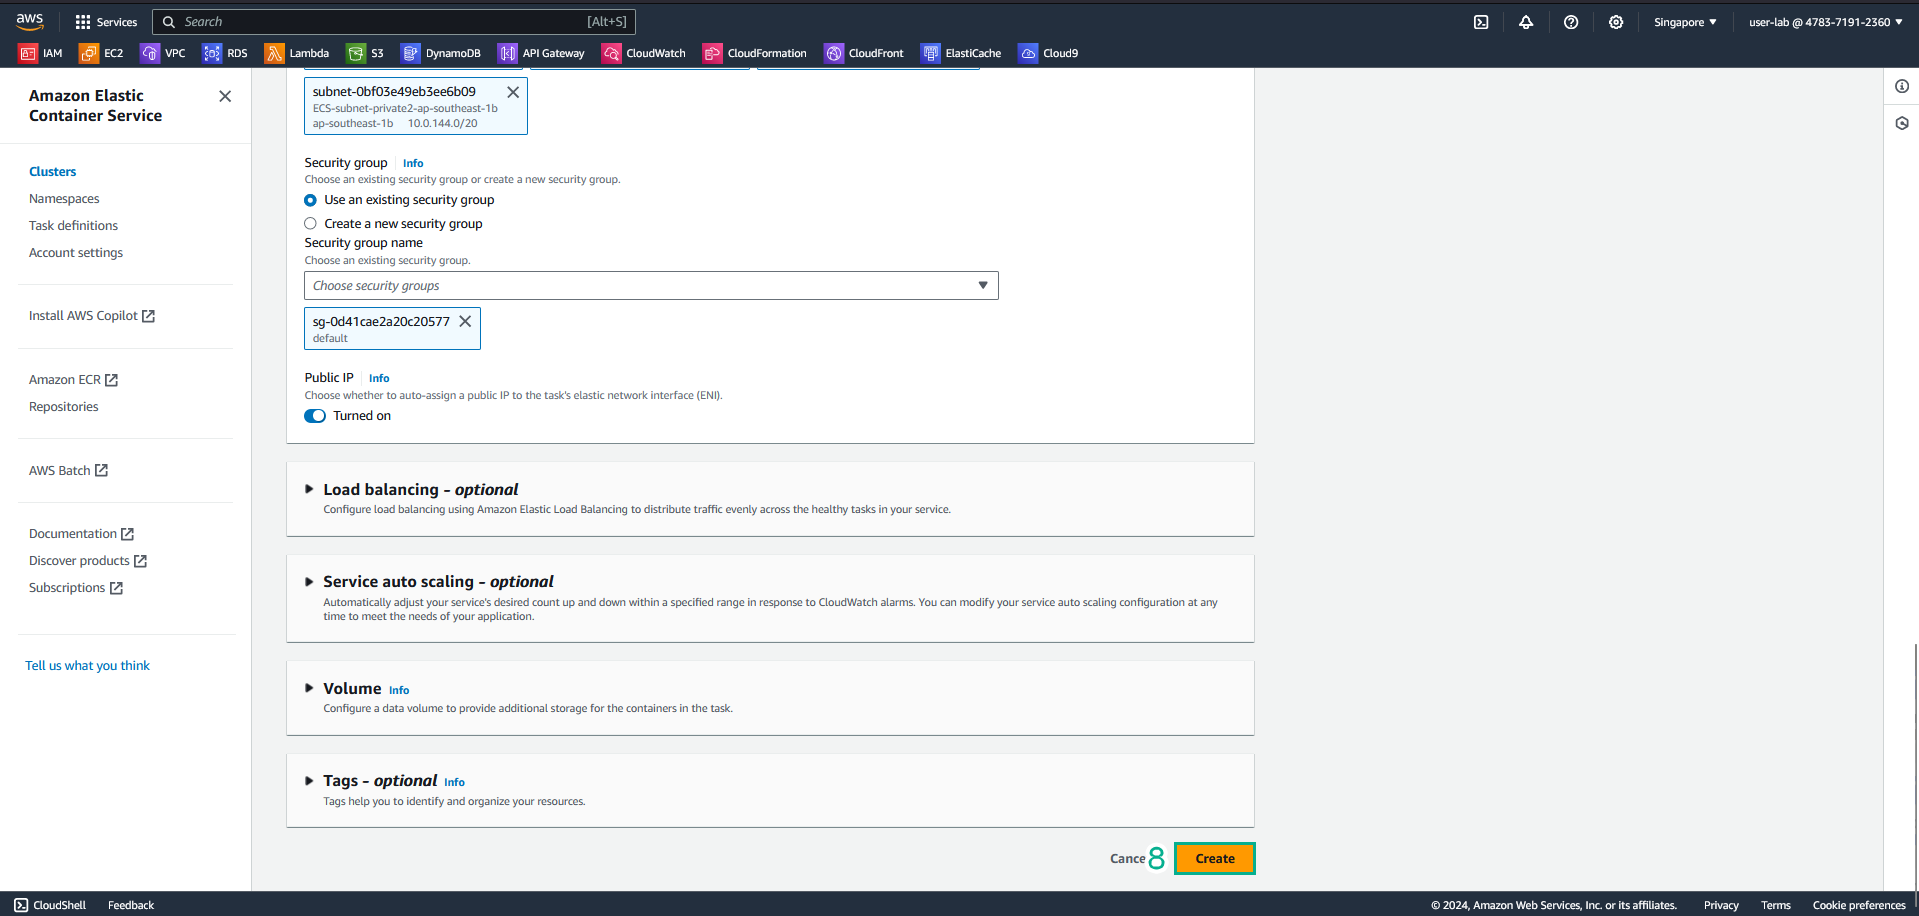 aws
Services
Search
[Alt+S]
Singapore ▼
user-lab @ 4783-7191-2360 ▼
IAM
EC2
VPC
RDS
Lambda
S3
DynamoDB
API Gateway
CloudWatch
CloudFormation
CloudFront
ElastiCache
Cloud9
Amazon Elastic
Container Service
Clusters
Namespaces
Task definitions
Account settings
Install AWS Copilot
Amazon ECR
Repositories
AWS Batch
Documentation
Discover products
Subscriptions
Tell us what you think
subnet-0bf03e49eb3ee6b09
ECS-subnet-private2-ap-southeast-1b
ap-southeast-1b 10.0.144.0/20
Security group Info
Choose an existing security group or create a new security group.
Use an existing security group
Create a new security group
Security group name
Choose an existing security group.
Choose security groups
sg-0d41cae2a20c20577
default
Public IP Info
Choose whether to auto-assign a public IP to the task's elastic network interface (ENI).
Turned on
Load balancing - optional
Configure load balancing using Amazon Elastic Load Balancing to distribute traffic evenly across the healthy tasks in your service.
Service auto scaling - optional
Automatically adjust your service's desired count up and down within a specified range in response to CloudWatch alarms. You can modify your service auto scaling configuration at any
time to meet the needs of your application.
Volume Info
Configure a data volume to provide additional storage for the containers in the task.
Tags - optional Info
Tags help you to identify and organize your resources.
Cance 8 Create
CloudShell
Feedback
© 2024, Amazon Web Services, Inc. or its affiliates.
Privacy
Terms
Cookie preferences